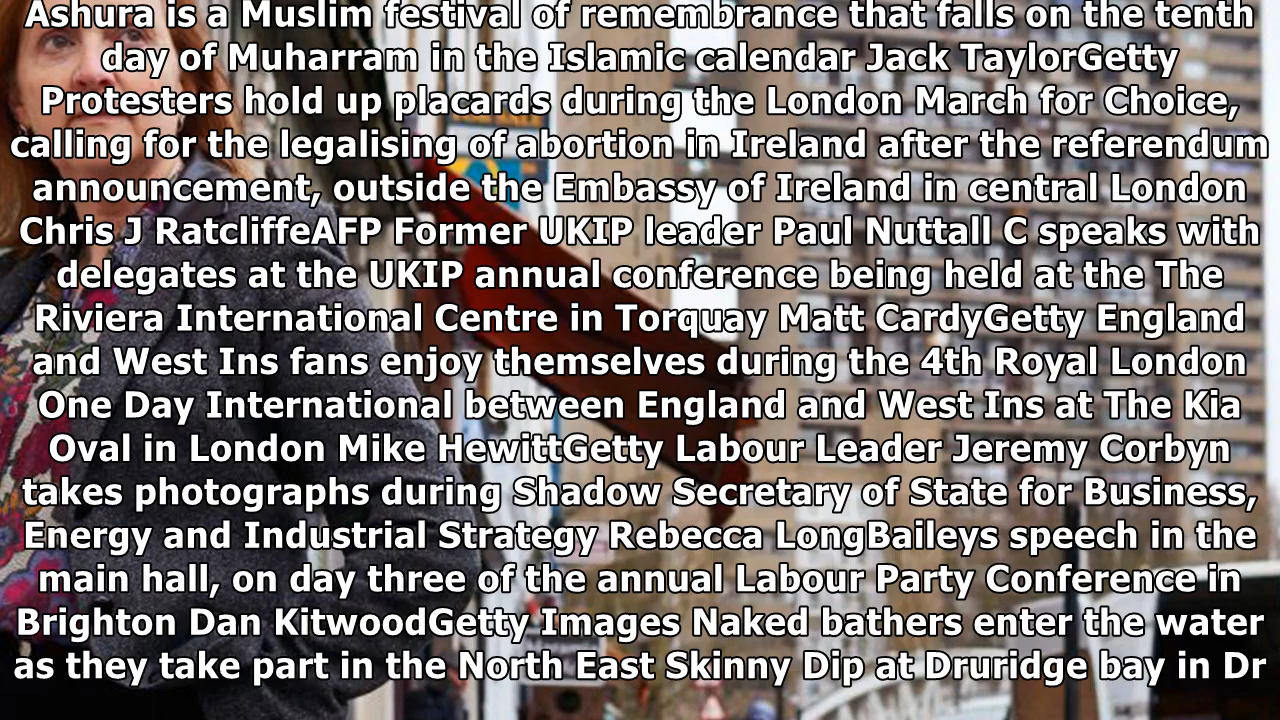 Ashura is a Muslim festival of remembrance that falls on the tenth
day of Muharram in the Islamic calendar Jack TaylorGetty
Protesters hold up placards during the London March for Choice,
calling for the legalising of abortion in Ireland after the referendum
announcement, outside the Embassy of Ireland in central London
Chris J RatcliffeAFP Former UKIP leader Paul Nuttall C speaks with
delegates at the UKIP annual conference being held at the The
Riviera International Centre in Torquay Matt CardyGetty England
and West Ins fans enjoy themselves during the 4th Royal London
One Day International between England and West Ins at The Kia
Oval in London Mike HewittGetty Labour Leader Jeremy Corbyn
takes photographs during Shadow Secretary of State for Business,
Energy and Industrial Strategy Rebecca LongBaileys speech in the
main hall, on day three of the annual Labour Party Conference in
Brighton Dan KitwoodGetty Images Naked bathers enter the water
as they take part in the North East Skinny Dip at Druridge bay in Dr